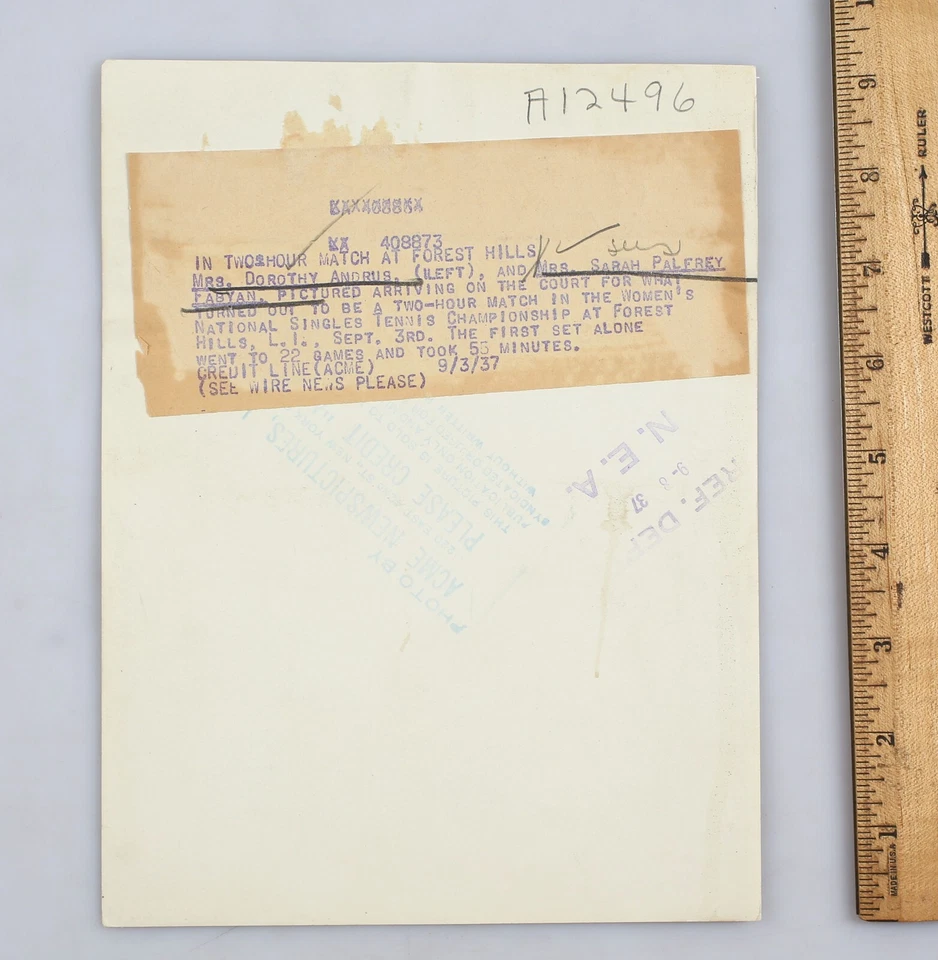 A12496
408873
IN TWO-HOUR MATCH AT FOREST HILLS
MRS. DOROTHY ANDRUS, (LEFT), AND MRS. SARAH PALFREY
FABYAN, PICTURED ARRIVING ON THE COURT FOR WHAT
TURNED OUT TO BE A TWO-HOUR MATCH IN THE WOMEN'S
NATIONAL SINGLES TENNIS CHAMPIONSHIP AT FOREST
HILLS, L.I., SEPT. 3RD. THE FIRST SET ALONE
WENT TO 22 GAMES AND TOOK 55 MINUTES.
CREDIT LINE(ACME) 9/3/37
(SEE WIRE NEWS PLEASE)
PHOTO BY
ACME NEWSPICTURES,
PLEASE CREDIT
REF. DE
37
N. E. A.
9
8
7
6
5
4
3
2
1
WESTCOTT RULER
MADE IN U.S.A.